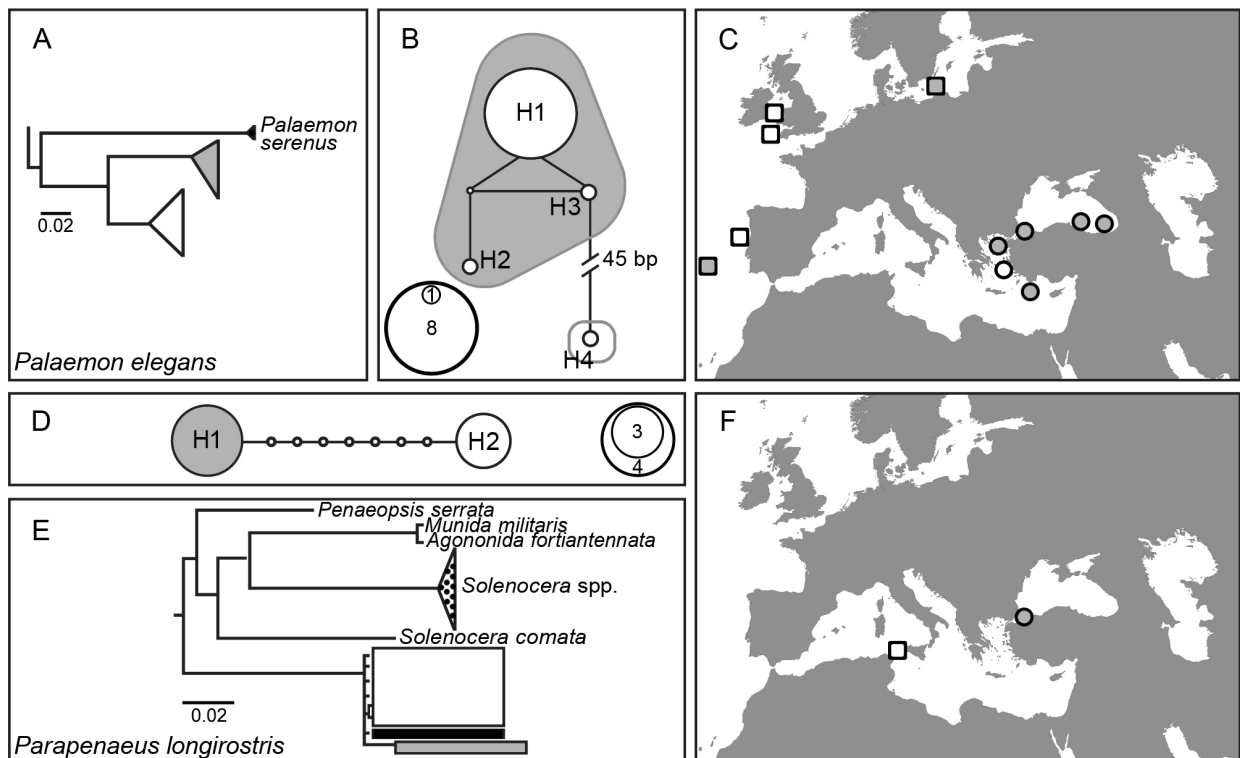 A
Palaemon
serenus
0.02
Palaemon elegans
B
H1
H3
H2
45 bp
1
8
H4
C
D
H1
H2
3
4
E
Penaeopsis serrata
Munida militaris
Agononida fortiantennata
Solenocera spp.
Solenocera comata
0.02
Parapenaeus longirostris
F